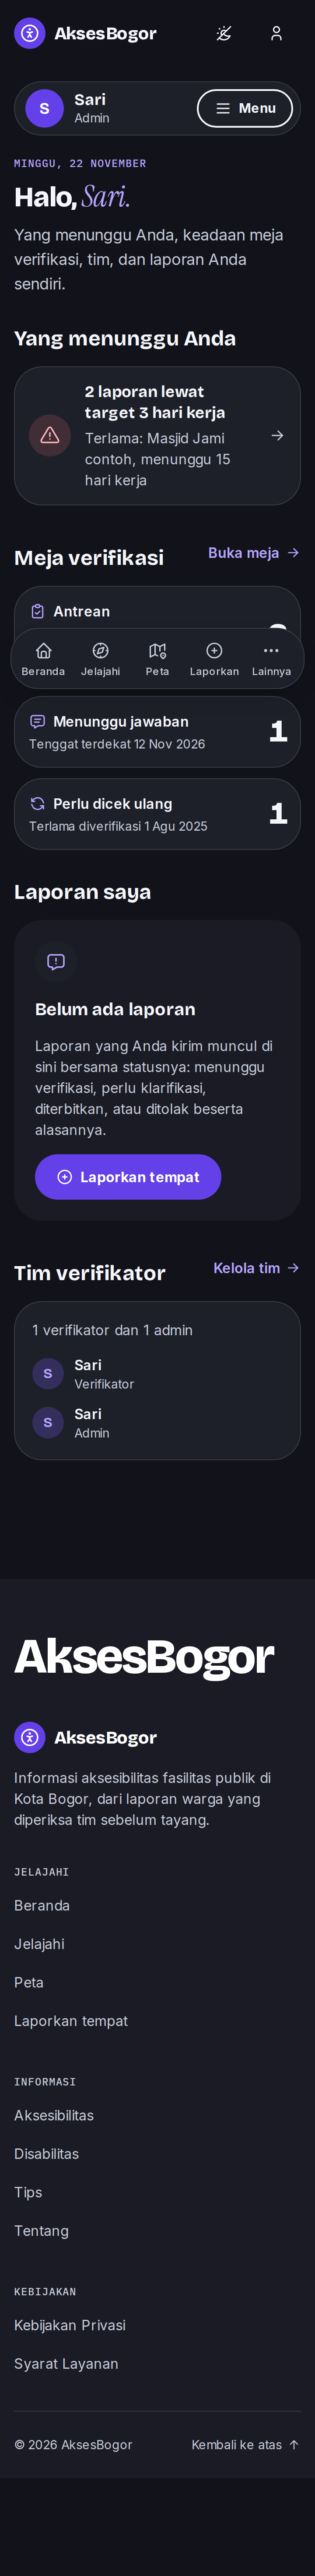 AksesBogor
S
Sari
Admin
Menu
MINGGU, 22 NOVEMBER
Halo, Sari.
Yang menunggu Anda, keadaan meja
verifikasi, tim, dan laporan Anda
sendiri.
Yang menunggu Anda
2 laporan lewat
target 3 hari kerja
Terlama: Masjid Jami
contoh, menunggu 15
hari kerja
Meja verifikasi
Buka meja
Antrean
Beranda
Jelajahi
Peta
Laporkan
Lainnya
Menunggu jawaban
Tenggat terdekat 12 Nov 2026
1
Perlu dicek ulang
Terlama diverifikasi 1 Agu 2025
1
Laporan saya
Belum ada laporan
Laporan yang Anda kirim muncul di
sini bersama statusnya: menunggu
verifikasi, perlu klarifikasi,
diterbitkan, atau ditolak beserta
alasannya.
Laporkan tempat
Tim verifikator
Kelola tim
1 verifikator dan 1 admin
S
Sari
Verifikator
S
Sari
Admin
AksesBogor
AksesBogor
Informasi aksesibilitas fasilitas publik di
Kota Bogor, dari laporan warga yang
diperiksa tim sebelum tayang.
JELAJAHI
Beranda
Jelajahi
Peta
Laporkan tempat
INFORMASI
Aksesibilitas
Disabilitas
Tips
Tentang
KEBIJAKAN
Kebijakan Privasi
Syarat Layanan
© 2026 AksesBogor
Kembali ke atas